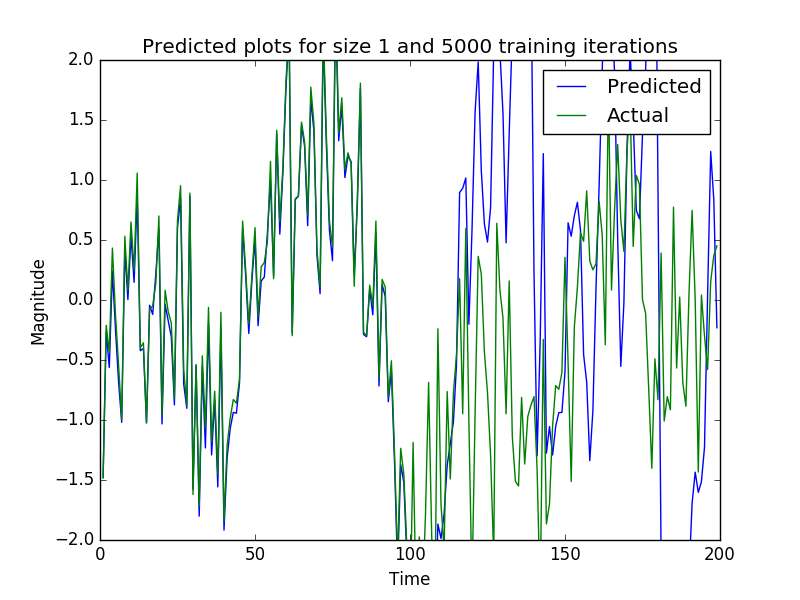 Predicted plots for size 1 and 5000 training iterations
Predicted
Actual
Magnitude
2.0
1.5
1.0
0.5
0.0
−0.5
−1.0
−1.5
−2.0
0 50 100 150 200
Time